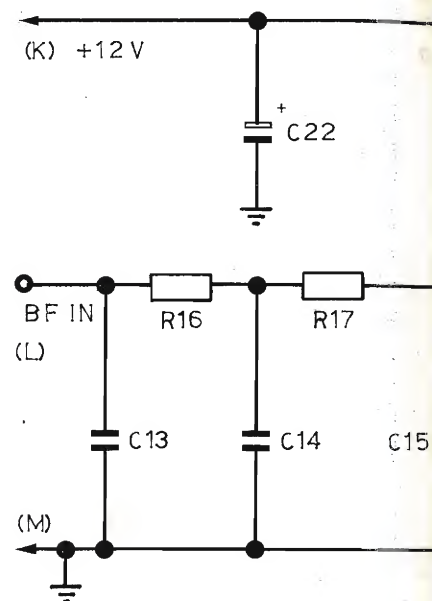 (K) +12 V
+
C22
BF IN
R16
R17
(L)
C13
C14
C15
(M)